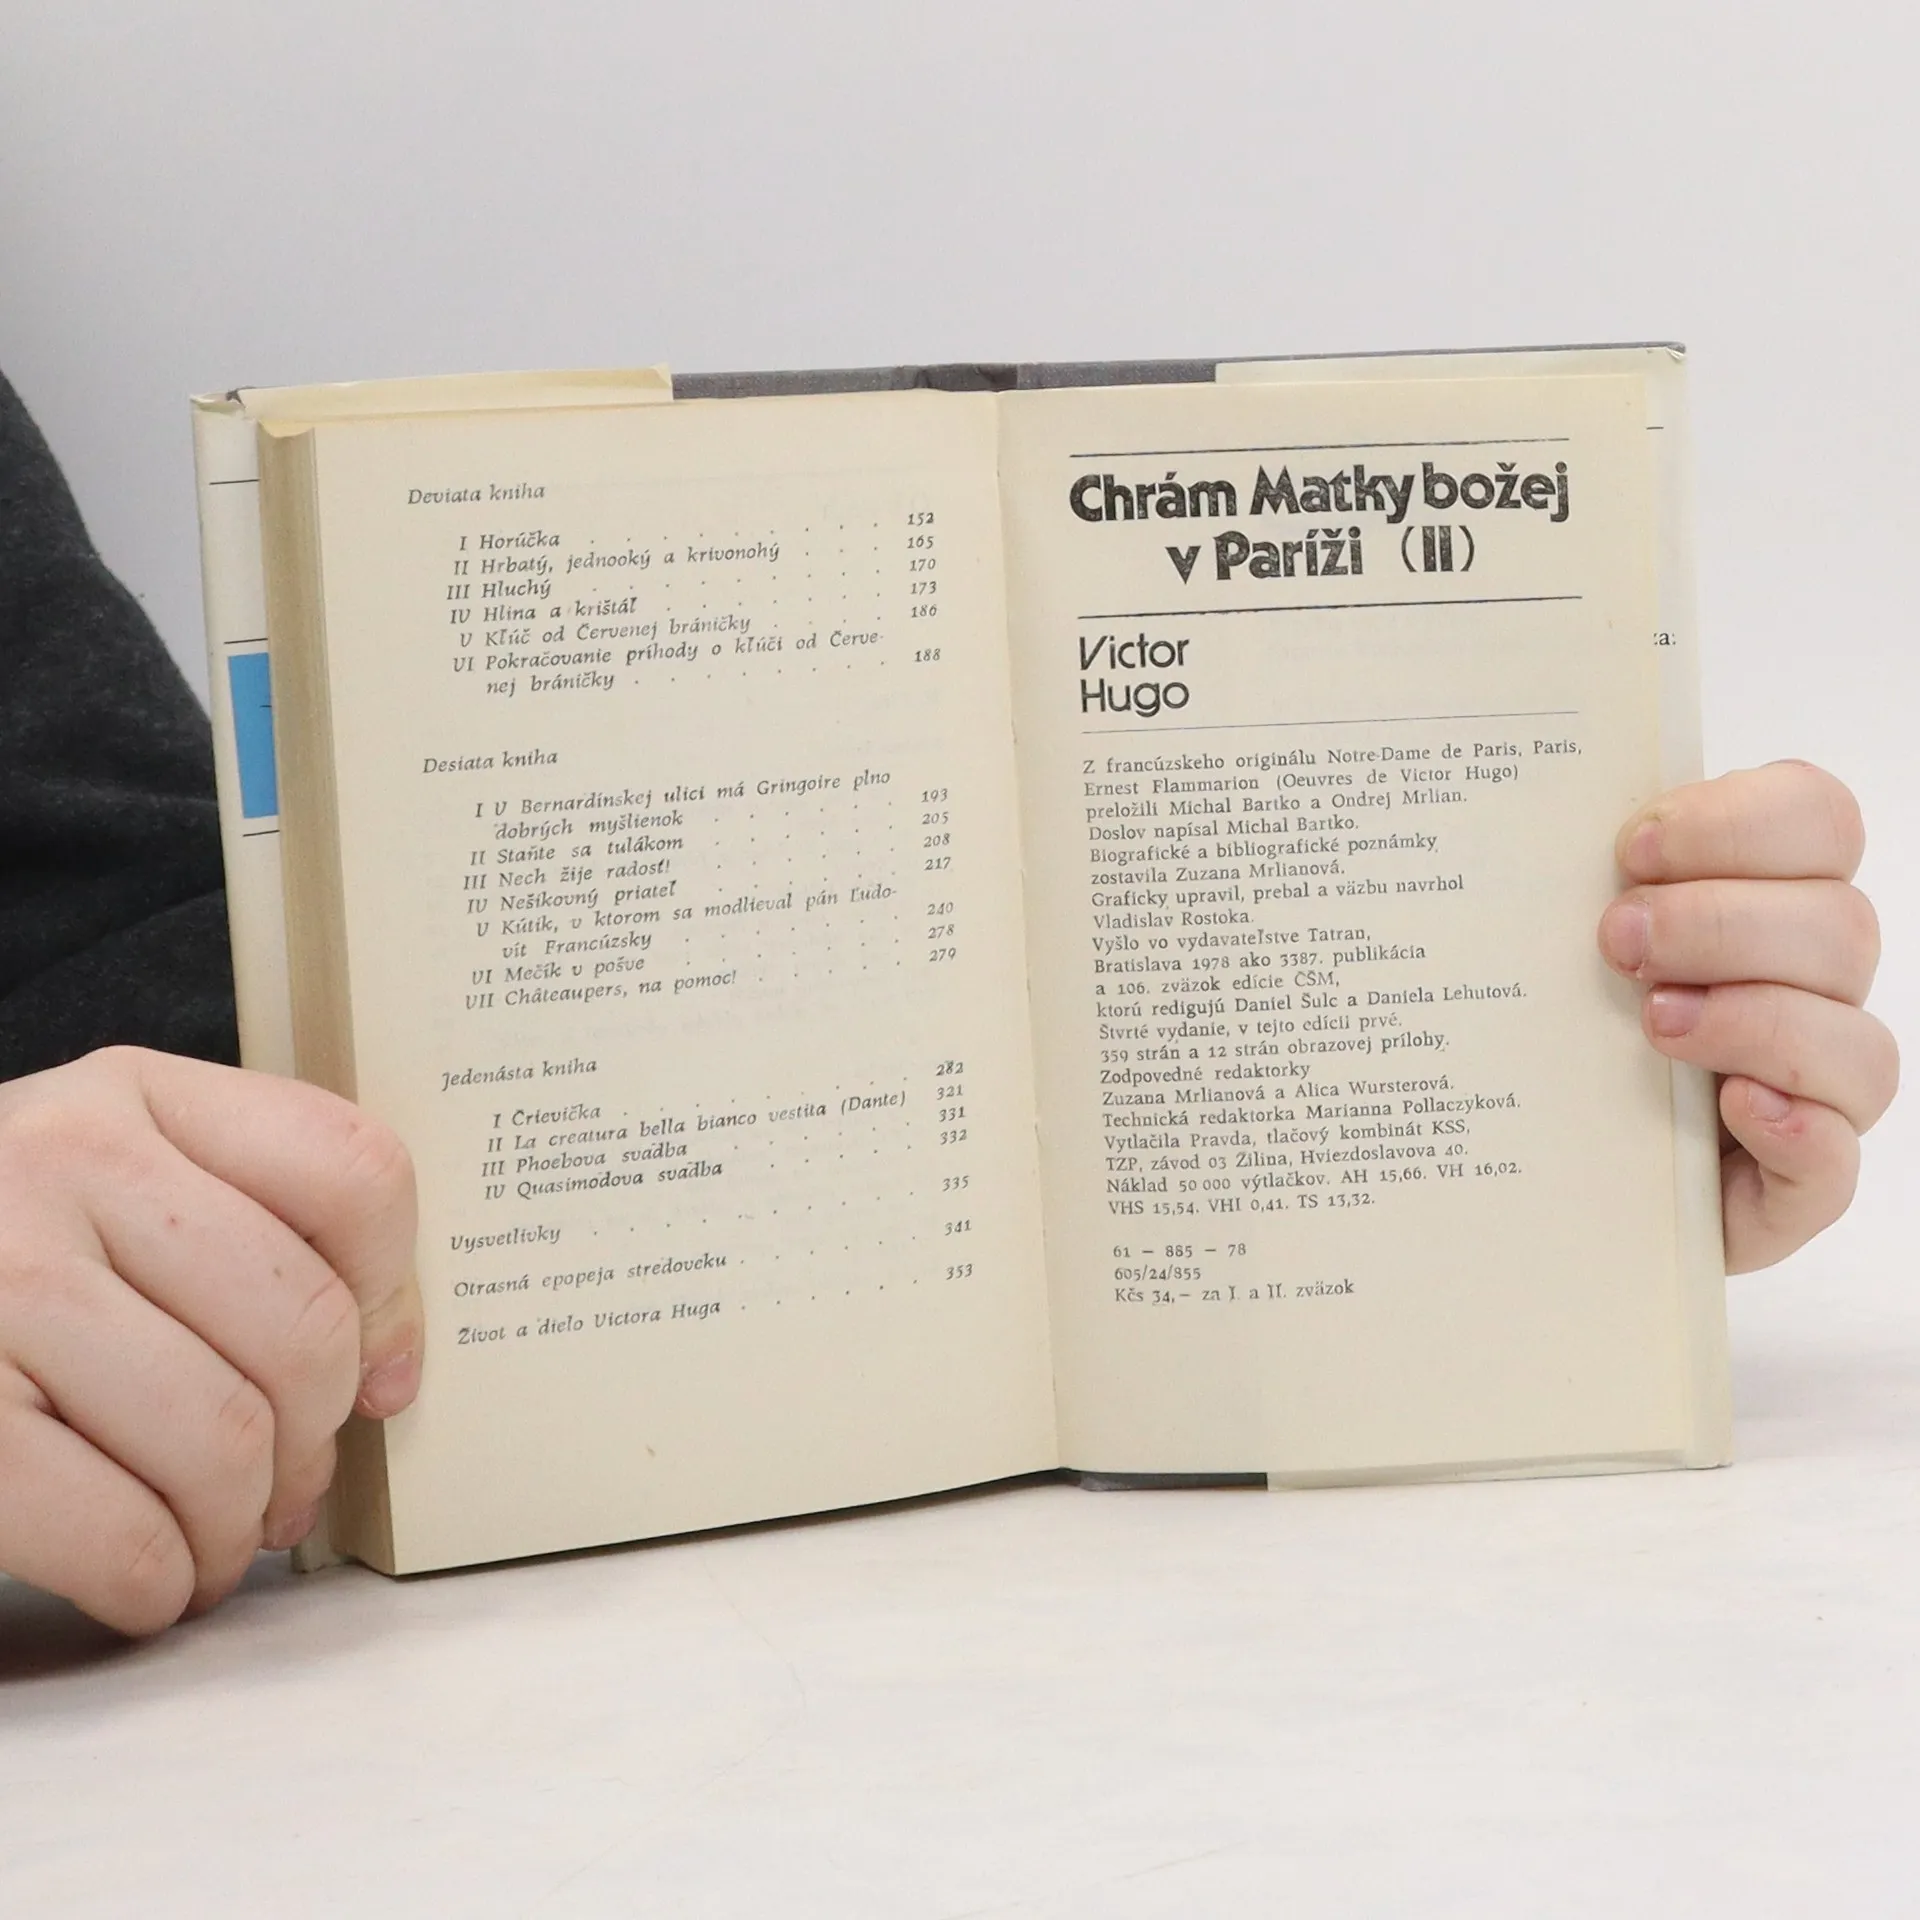 Deviata kniha
I Horúčka . . . . . . . . . 152
II Hrbatý, jednooký a krivonohý . . . 165
III Hluchý . . . . . . . . 170
IV Hlina a krištáľ . . . . . . . 173
V Kľúč od Červenej bráničky . . . . 186
VI Pokračovanie príhody o kľúči od Červe-
nej bráničky . . . . . . . . 188
Desiata kniha
I V Bernardínskej ulici má Gringoire plno
dobrých myšlienok . . . . . . 193
II Staňte sa tulákom . . . . . . 205
III Nech žije radosť! . . . . . . 208
IV Nešikovný priateľ . . . . . . 217
V Kútik, v ktorom sa modlieval pán Ľudo-
vít Francúzsky . . . . . . . 240
VI Mečík v pošve . . . . . . . 278
VII Châteaupers, na pomoc! . . . . . 279
Jedenásta kniha
I Črievička . . . . . . . . . 282
II La creatura bella bianco vestita (Dante) 321
III Phoebova svadba . . . . . . 331
IV Quasimodova svadba . . . . . 332
Vysvetlivky . . . . . . . . . 335
Otrasná epopeja stredoveku . . . . . . 341
Život a dielo Victora Huga . . . . . . 353
Chrám Matky božej
v Paríži (II)
Victor
Hugo
Z francúzskeho originálu Notre-Dame de Paris, Paris,
Ernest Flammarion (Oeuvres de Victor Hugo)
preložili Michal Bartko a Ondrej Mrlian.
Doslov napísal Michal Bartko.
Biografické a bibliografické poznámky
zostavila Zuzana Mrlianová.
Graficky upravil, prebal a väzbu navrhol
Vladislav Rostoka.
Vyšlo vo vydavateľstve Tatran,
Bratislava 1978 ako 3387. publikácia
a 106. zväzok edície ČŠM,
ktorú redigujú Daniel Šulc a Daniela Lehutová.
Štvrté vydanie, v tejto edícii prvé.
359 strán a 12 strán obrazovej prílohy.
Zodpovedné redaktorky
Zuzana Mrlianová a Alica Wursterová.
Technická redaktorka Marianna Pollaczyková.
Vytlačila Pravda, tlačový kombinát KSS,
TZP, závod 03 Žilina, Hviezdoslavova 40.
Náklad 50 000 výtlačkov. AH 15,66. VH 16,02.
VHS 15,54. VHI 0,41. TS 13,32.
61 — 885 — 78
605/24/855
Kčs 34,— za I. a II. zväzok
za: